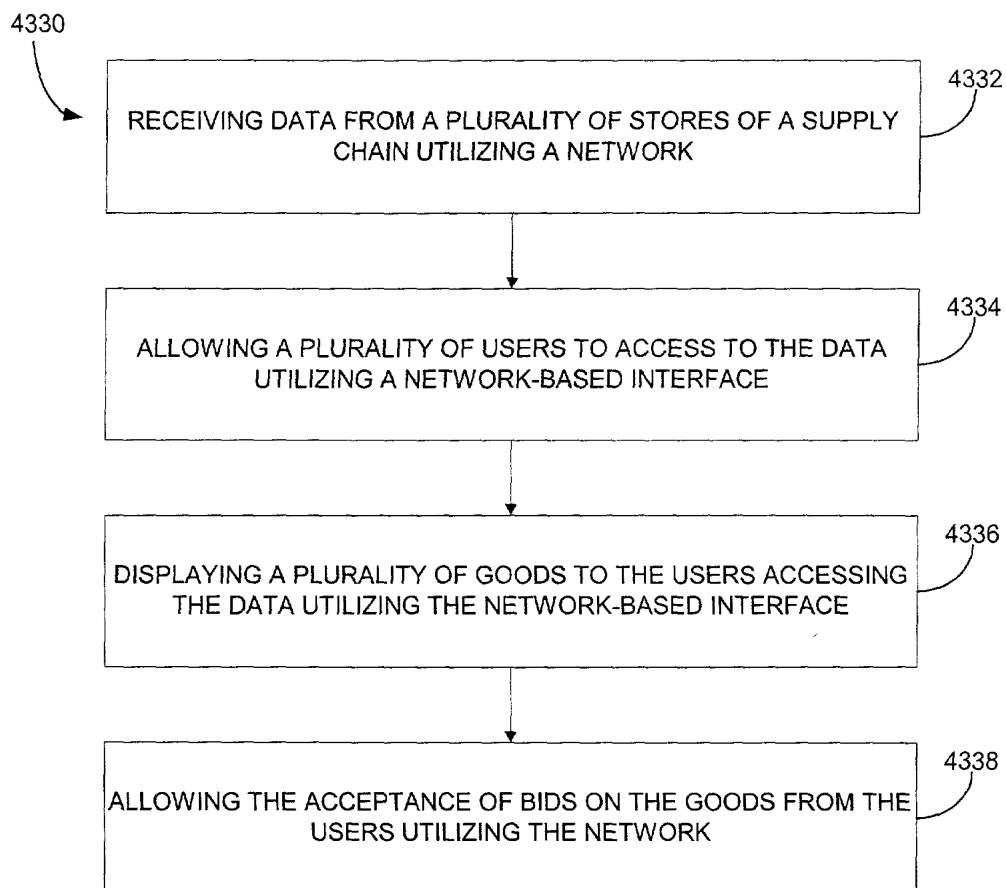 4330
4332
RECEIVING DATA FROM A PLURALITY OF STORES OF A SUPPLY
CHAIN UTILIZING A NETWORK
4334
ALLOWING A PLURALITY OF USERS TO ACCESS TO THE DATA
UTILIZING A NETWORK-BASED INTERFACE
4336
DISPLAYING A PLURALITY OF GOODS TO THE USERS ACCESSING
THE DATA UTILIZING THE NETWORK-BASED INTERFACE
4338
ALLOWING THE ACCEPTANCE OF BIDS ON THE GOODS FROM THE
USERS UTILIZING THE NETWORK